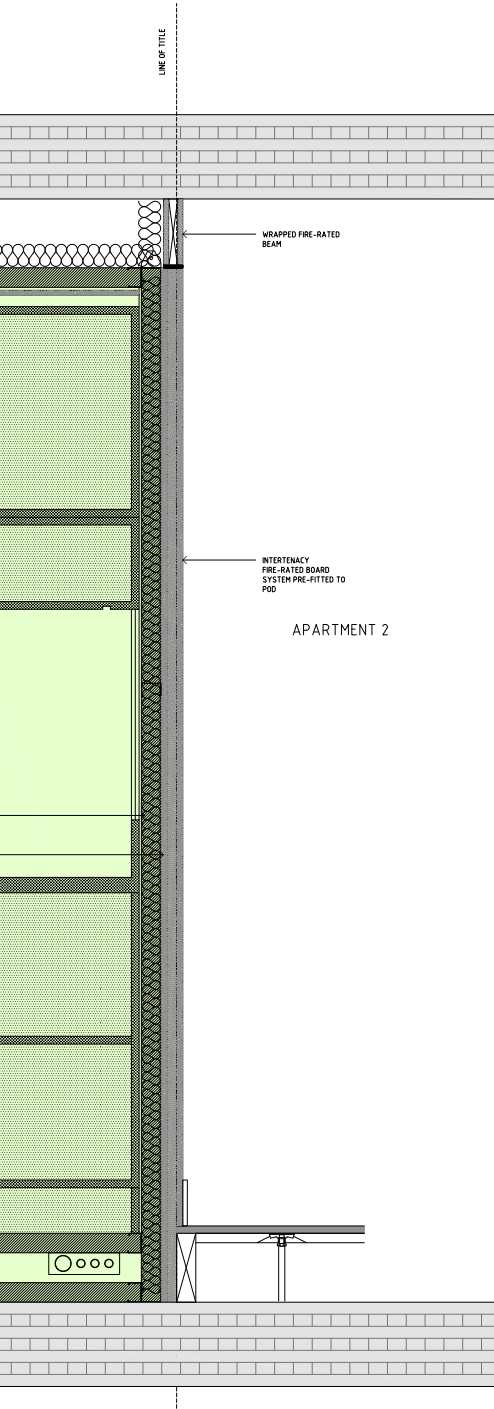 LINE OF TITLE
WRAPPED FIRE-RATED
BEAM
INTERTENACY
FIRE-RATED BOARD
SYSTEM PRE-FITTED TO
POD
APARTMENT 2